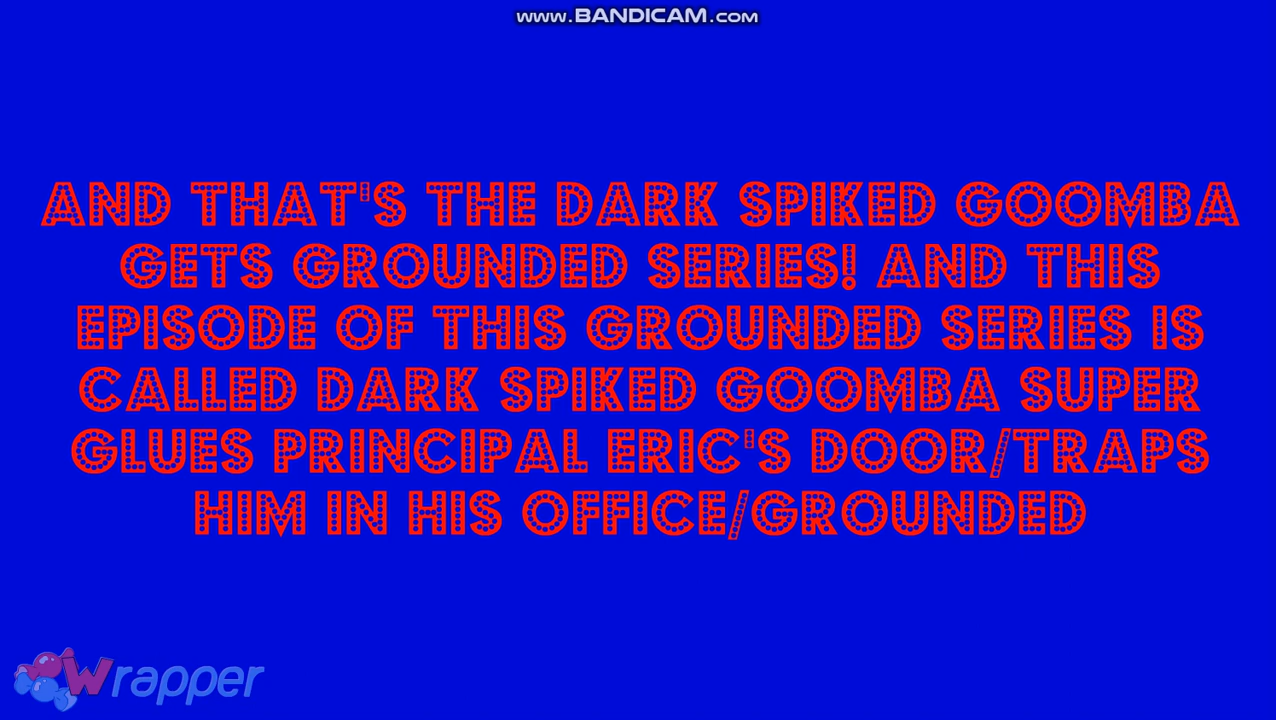 www.BANDICAM.com
AND THAT'S THE DARK SPIKED GOOMBA
GETS GROUNDED SERIES! AND THIS
EPISODE OF THIS GROUNDED SERIES IS
CALLED DARK SPIKED GOOMBA SUPER
GLUES PRINCIPAL ERIC'S DOOR/TRAPS
HIM IN HIS OFFICE/GROUNDED
Wrapper